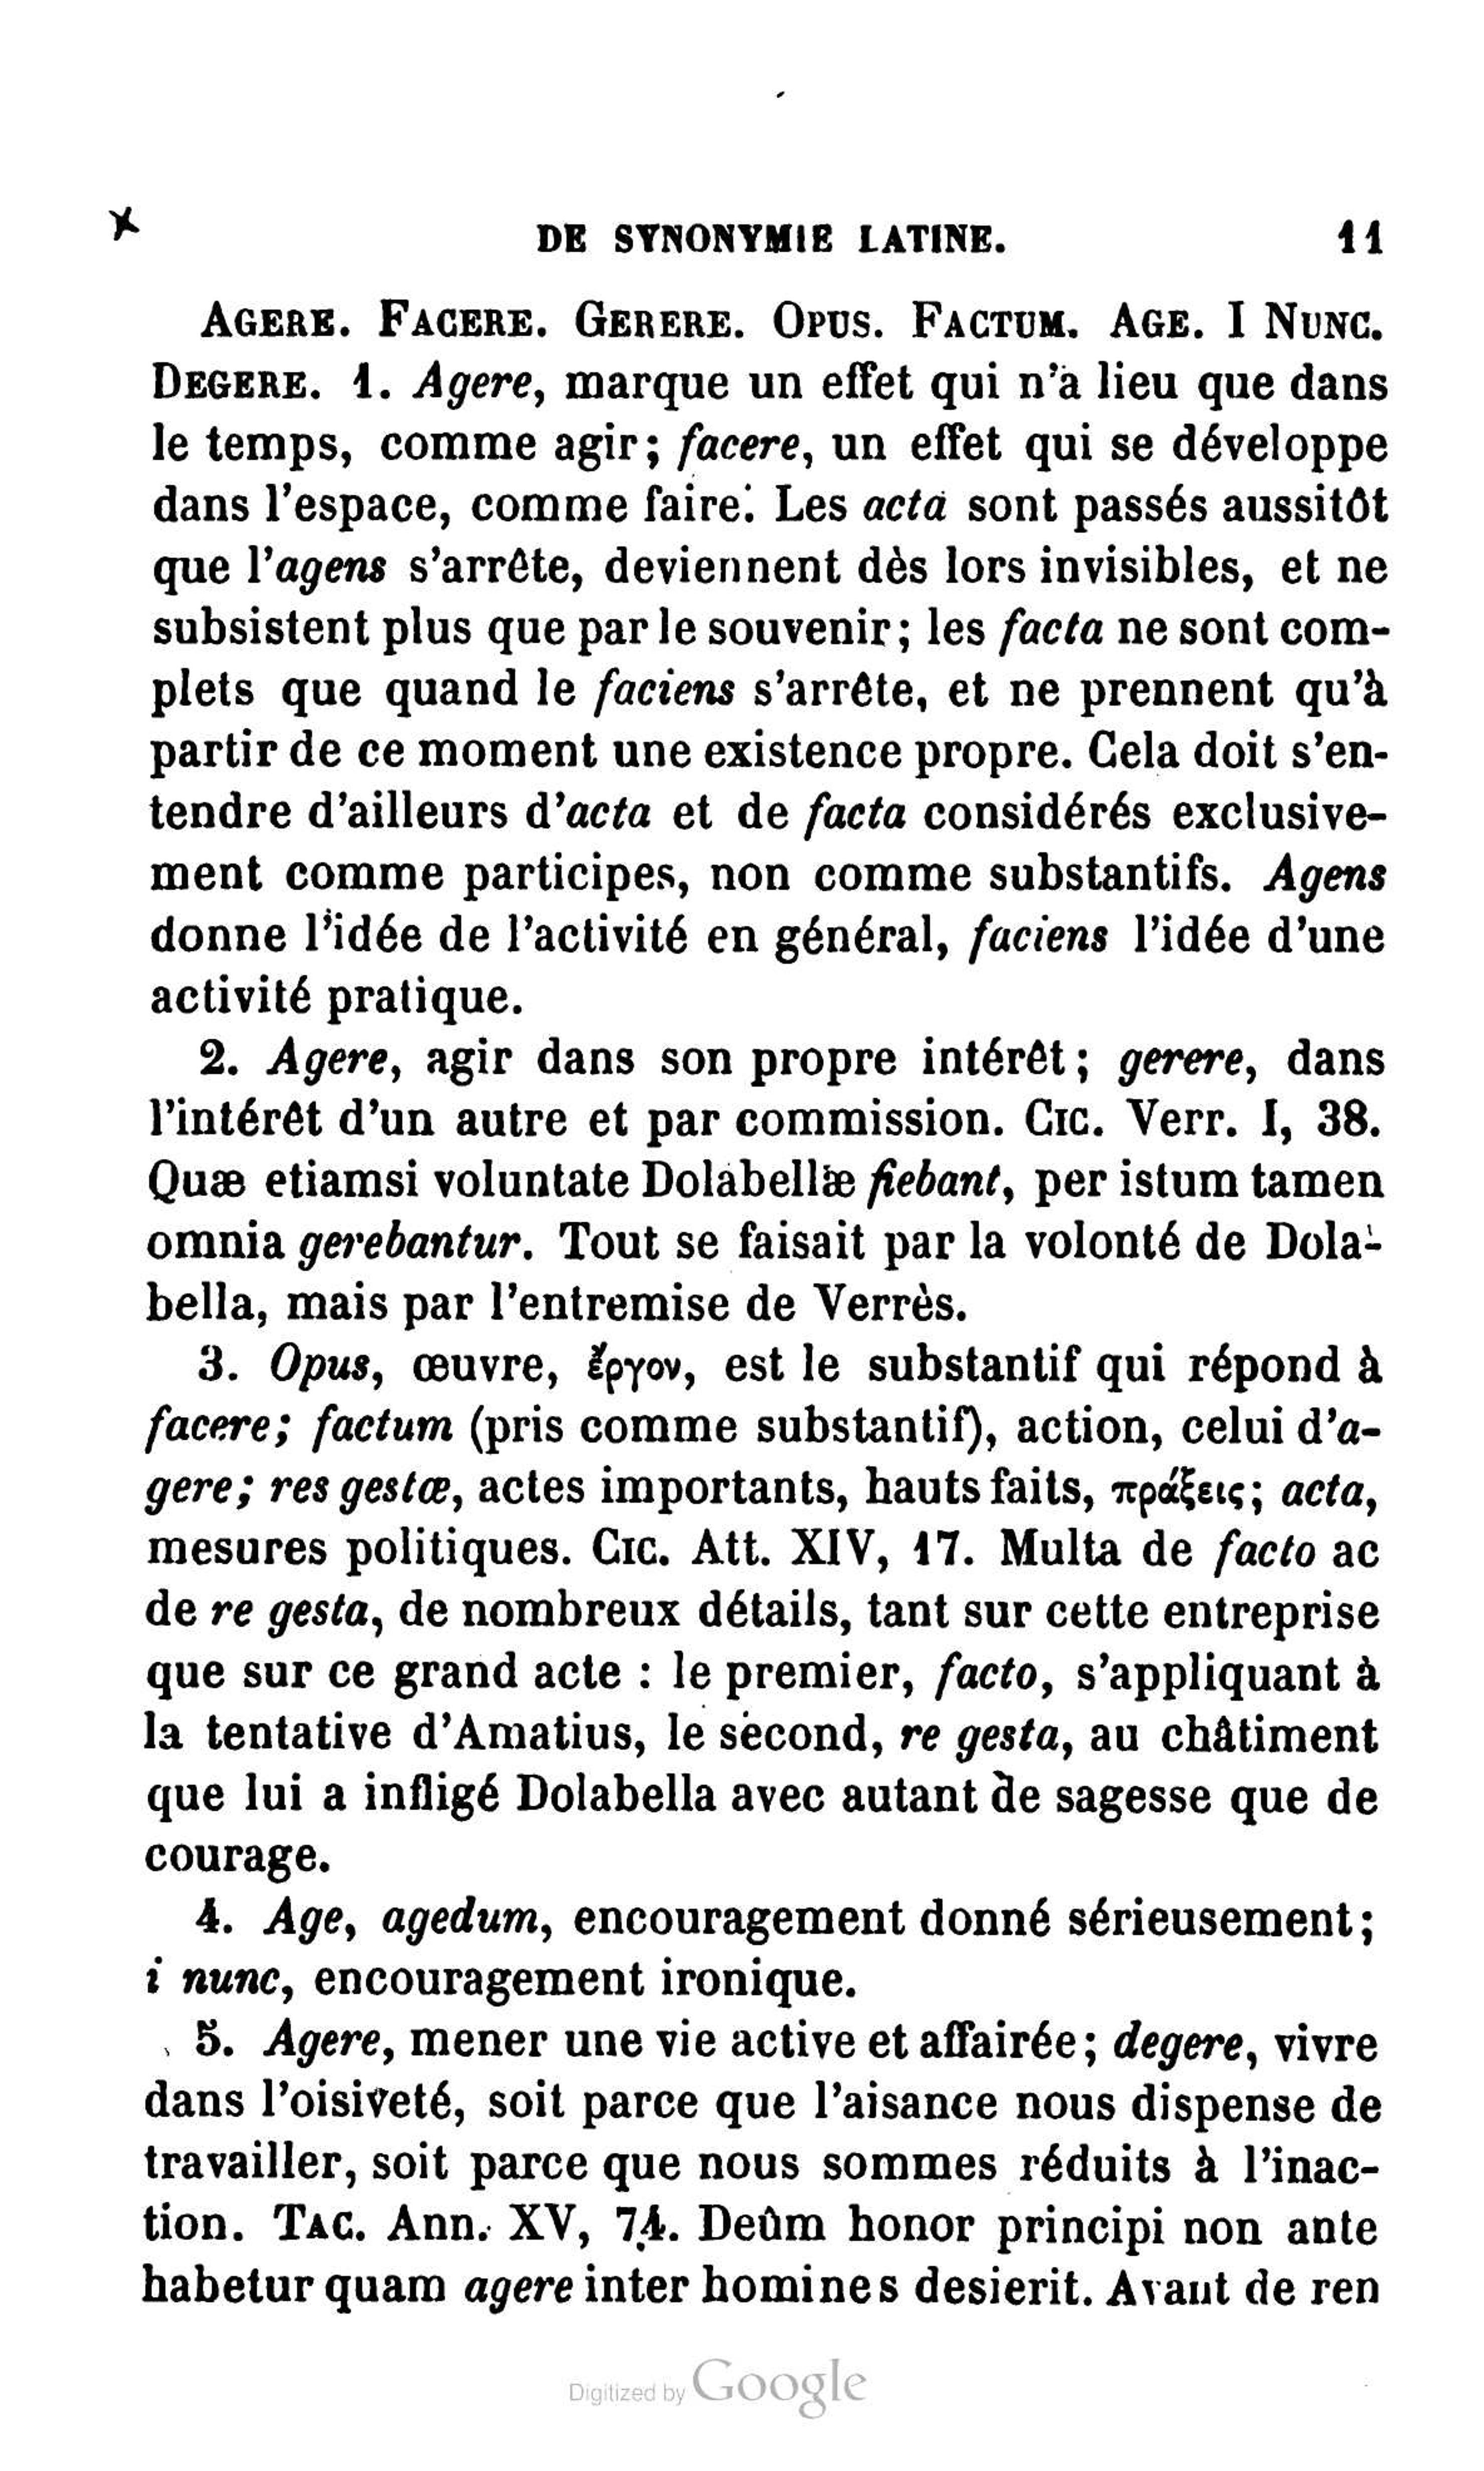 DE SYNONYMIE LATINE. 11
AGERE. FACERE. GERERE. OPUS. FACTUM. AGE. I NUNC.
DEGERE. 1. Agere, marque un effet qui n'a lieu que dans
le temps, comme agir; facere, un effet qui se développe
dans l'espace, comme faire. Les acta sont passés aussitôt
que l'agens s'arrête, deviennent dès lors invisibles, et ne
subsistent plus que par le souvenir; les facta ne sont com-
plets que quand le faciens s'arrête, et ne prennent qu'à
partir de ce moment une existence propre. Cela doit s'en-
tendre d'ailleurs d'acta et de facta considérés exclusive-
ment comme participes, non comme substantifs. Agens
donne l'idée de l'activité en général, faciens l'idée d'une
activité pratique.
2. Agere, agir dans son propre intérêt; gerere, dans
l'intérêt d'un autre et par commission. CIC. Verr. I, 38.
Quæ etiamsi voluntate Dolabellæ fiebant, per istum tamen
omnia gerebantur. Tout se faisait par la volonté de Dola-
bella, mais par l'entremise de Verrès.
3. Opus, œuvre, ἔργον, est le substantif qui répond à
facere; factum (pris comme substantif), action, celui d'a-
gere; res gestæ, actes importants, hauts faits, πράξεις; acta,
mesures politiques. CIC. Att. XIV, 17. Multa de facto ac
de re gesta, de nombreux détails, tant sur cette entreprise
que sur ce grand acte : le premier, facto, s'appliquant à
la tentative d'Amatius, le second, re gesta, au châtiment
que lui a infligé Dolabella avec autant de sagesse que de
courage.
4. Age, agedum, encouragement donné sérieusement;
i nunc, encouragement ironique.
5. Agere, mener une vie active et affairée; degere, vivre
dans l'oisiveté, soit parce que l'aisance nous dispense de
travailler, soit parce que nous sommes réduits à l'inac-
tion. TAC. Ann. XV, 74. Deûm honor principi non ante
habetur quam agere inter homines desierit. Avant de ren
Digitized by Google